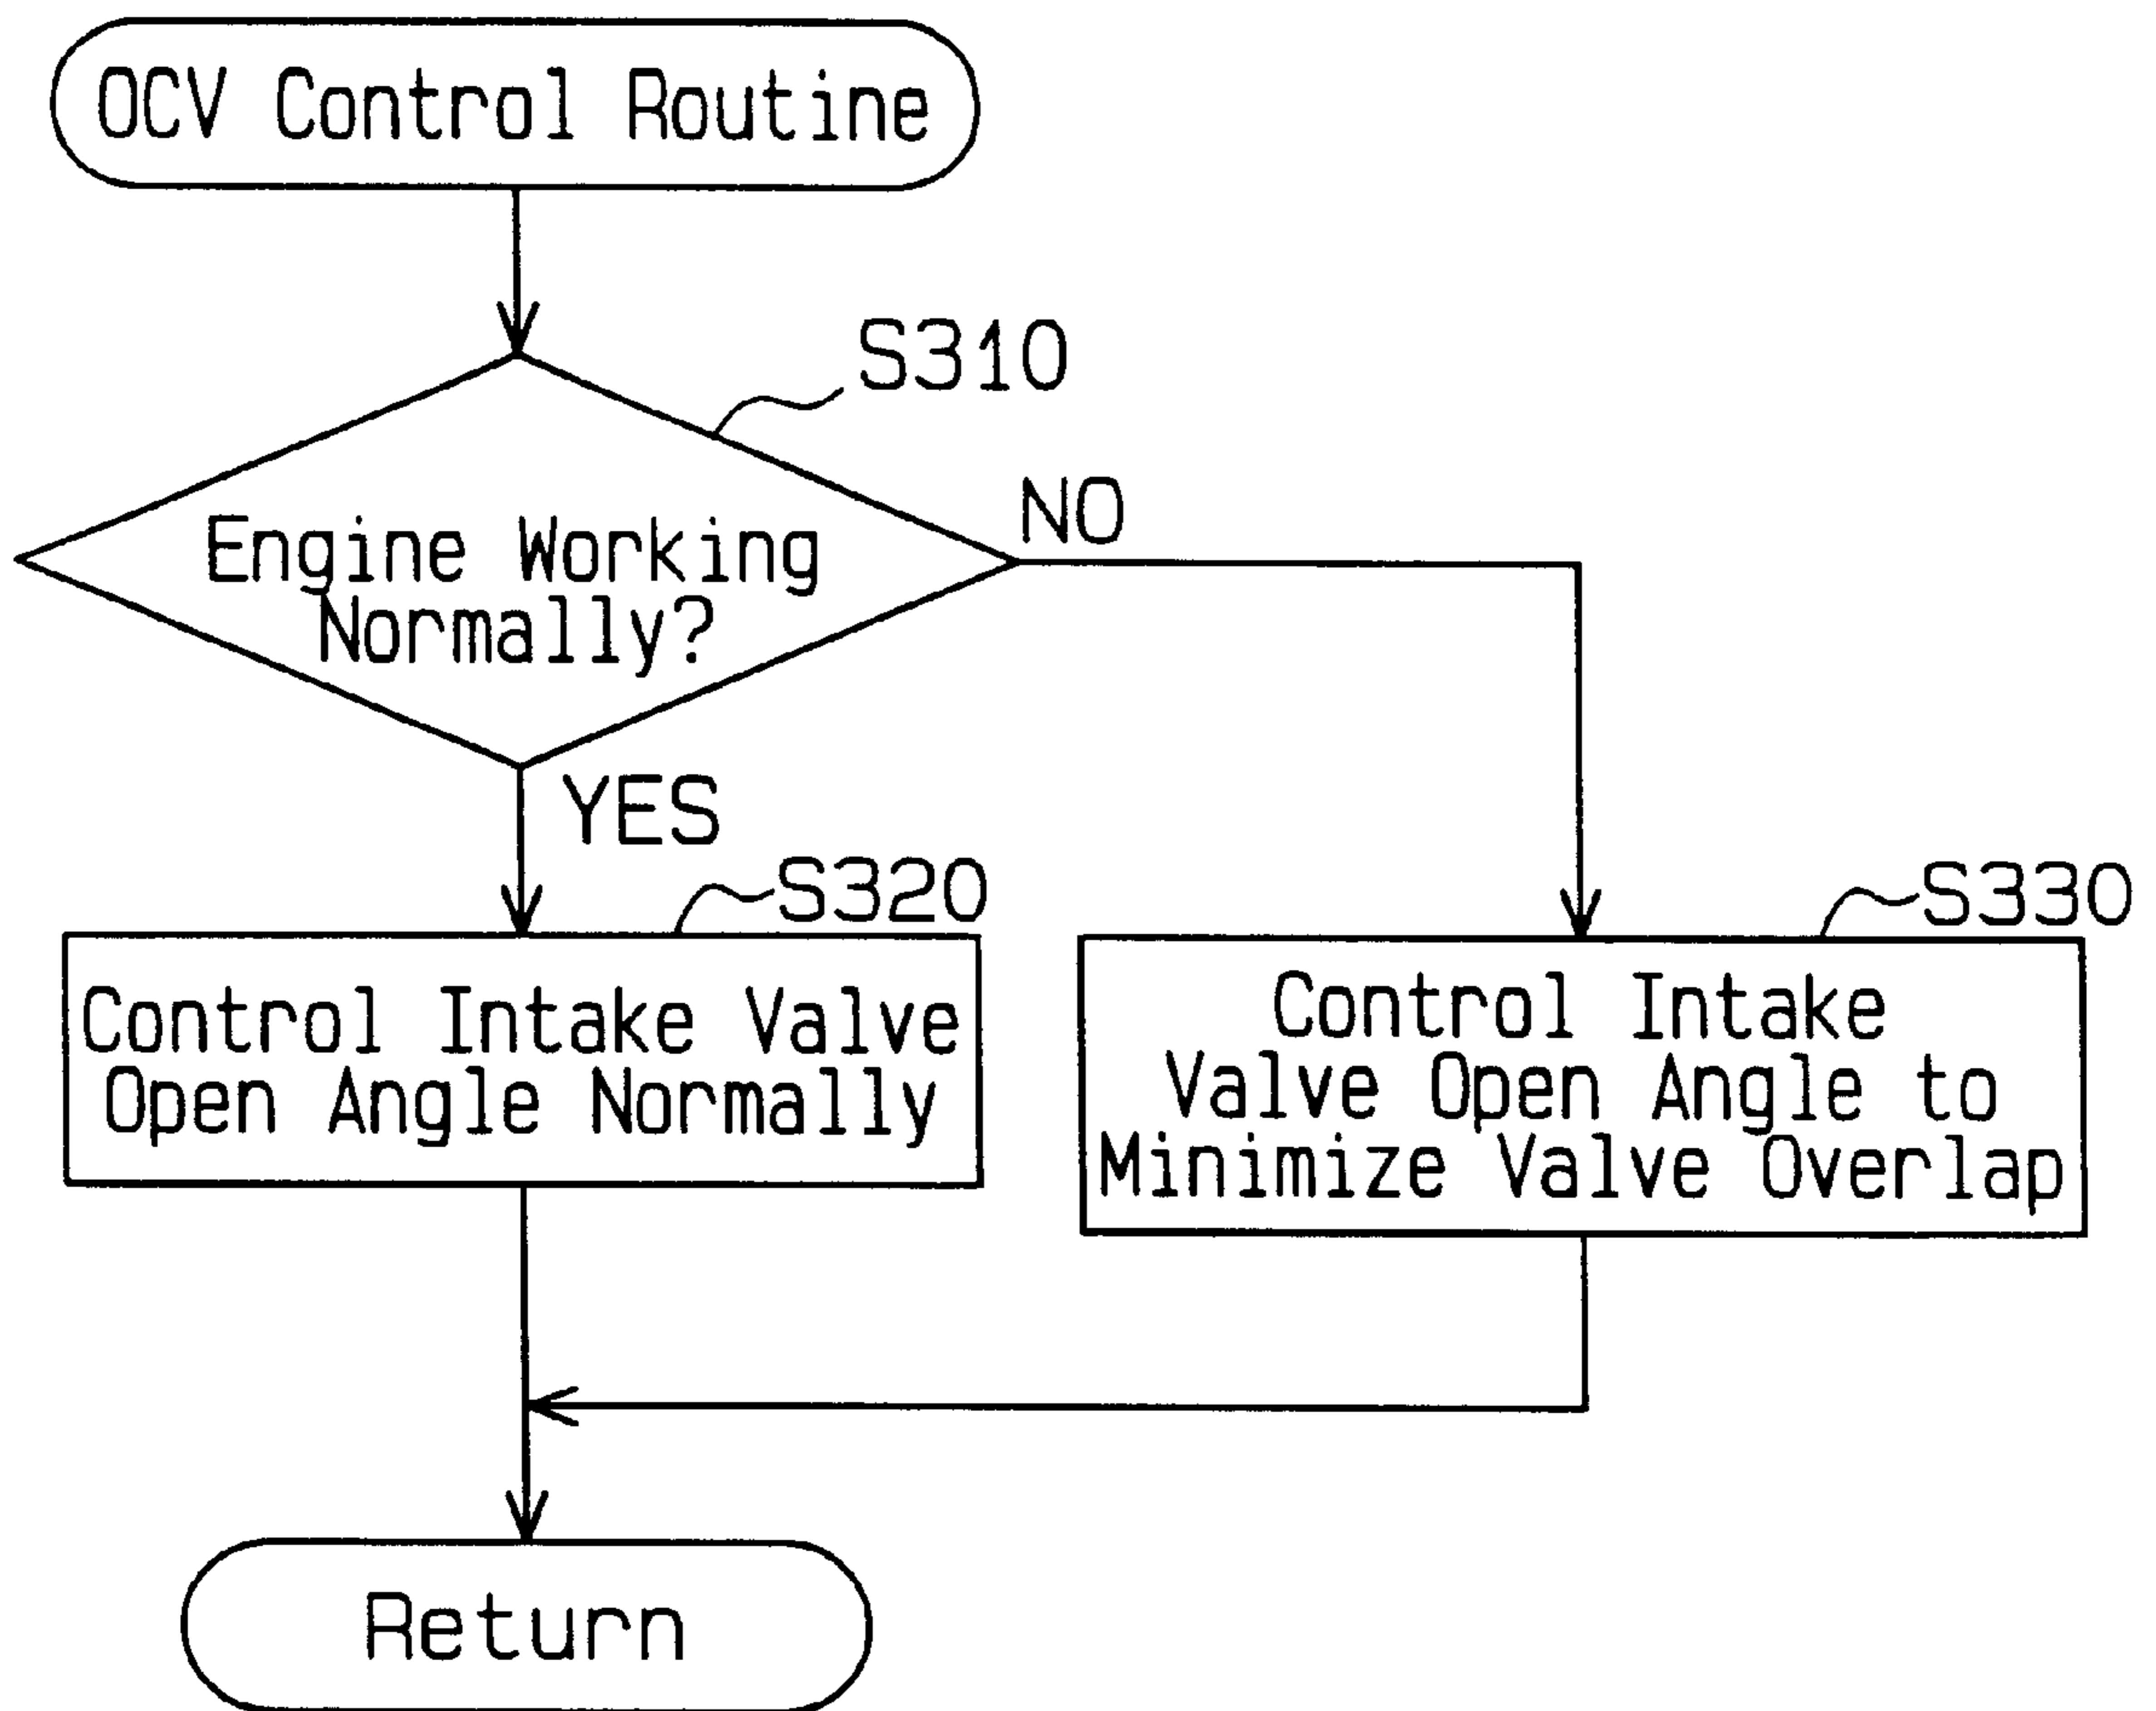 OCV Control Routine
S310
NO
Engine Working
Normally?
YES
S320
S330
Control Intake Valve
Open Angle Normally
Control Intake
Valve Open Angle to
Minimize Valve Overlap
Return